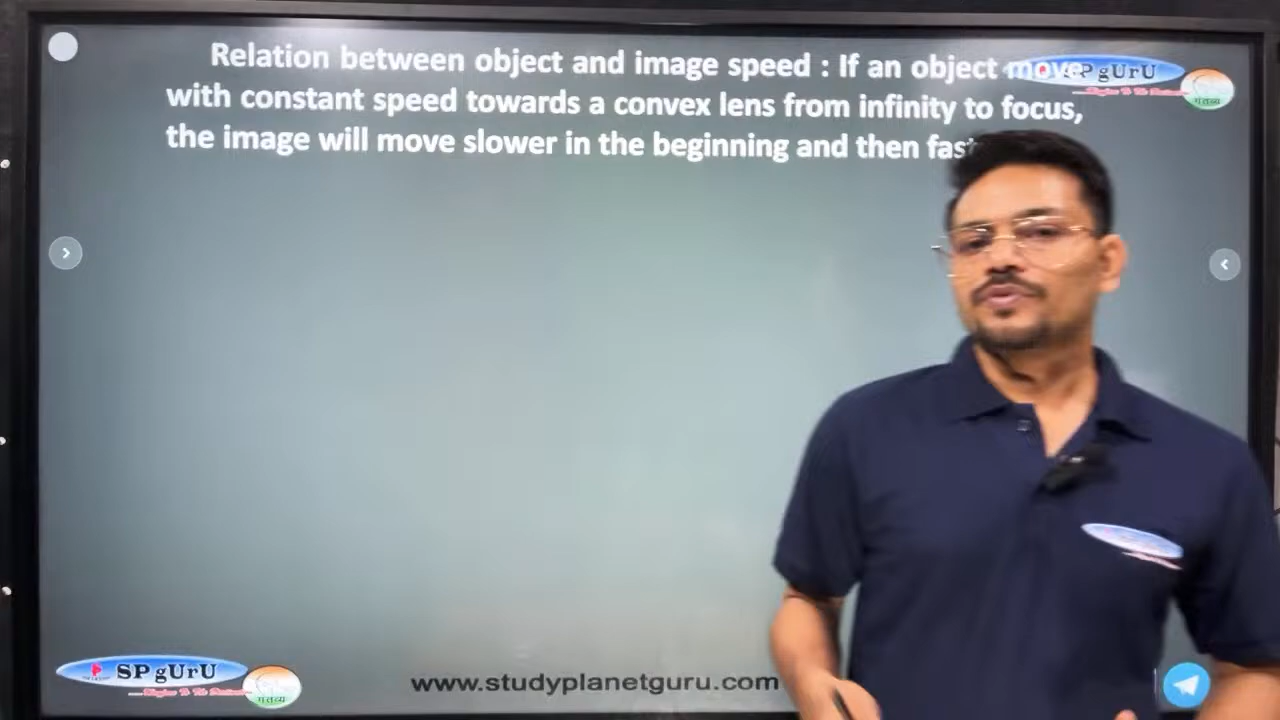 Relation between object and image speed : If an object move
with constant speed towards a convex lens from infinity to focus,
the image will move slower in the beginning and then
SP gUrU
SP gUrU
www.studyplanetguru.com